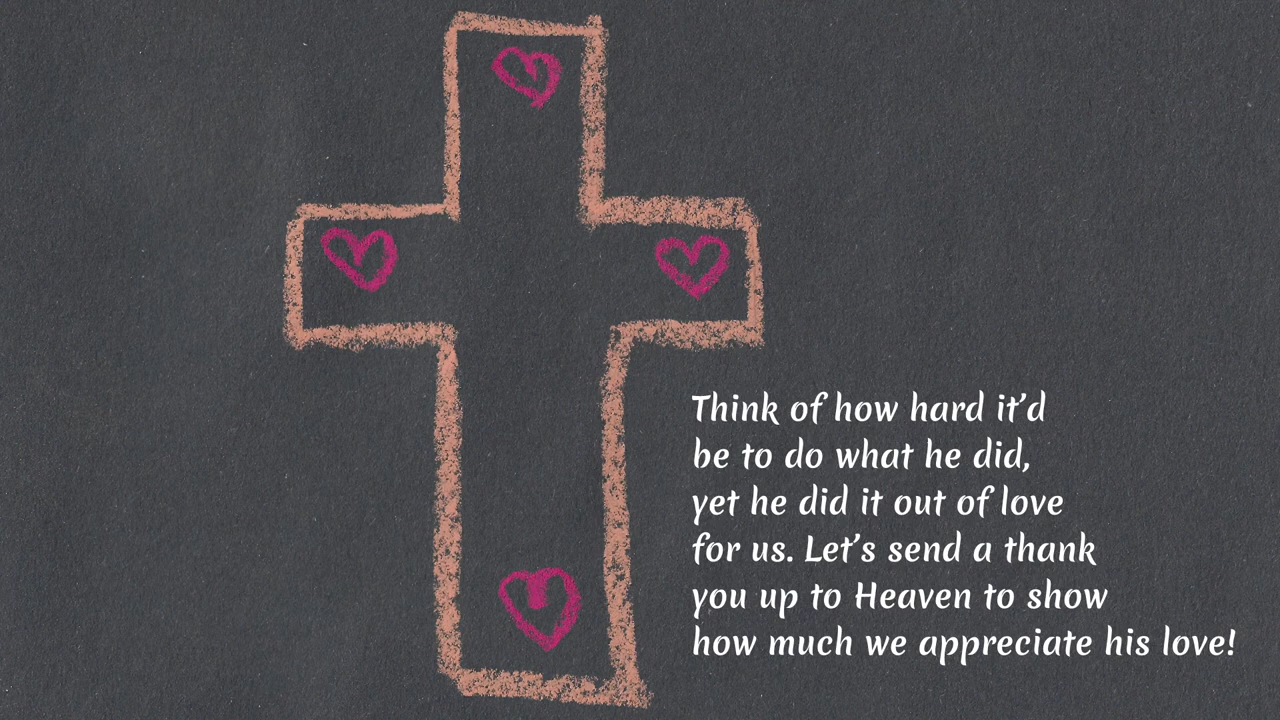 Think of how hard it’d
be to do what he did,
yet he did it out of love
for us. Let’s send a thank
you up to Heaven to show
how much we appreciate his love!